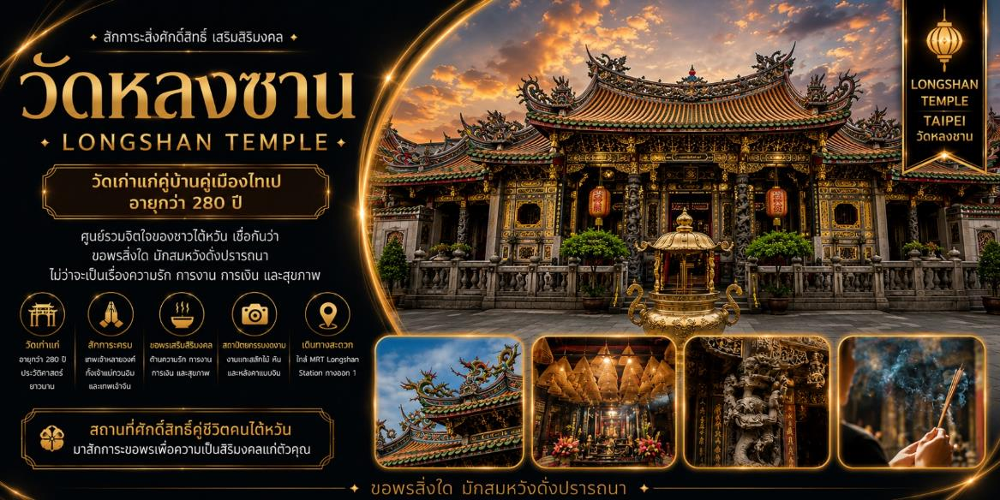 สักการะสิ่งศักดิ์สิทธิ์ เสริมสิริมงคล
วัดหลงซาน
LONGSHAN TEMPLE
วัดเก่าแก่คู่บ้านคู่เมืองไทเป
อายุกว่า 280 ปี
ศูนย์รวมจิตใจของชาวไต้หวัน เชื่อกันว่า
ขอพรสิ่งใด มักสมหวังดั่งปรารถนา
ไม่ว่าจะเป็นเรื่องความรัก การงาน การเงิน และสุขภาพ
วัดเก่าแก่
อายุกว่า 280 ปี
ประวัติศาสตร์
ยาวนาน
สักการะครบ
เทพเจ้าหลายองค์
ทั้งเจ้าแม่กวนอิม
และเทพเจ้าจีน
ขอพรเสริมสิริมงคล
ด้านความรัก การงาน
การเงิน และสุขภาพ
สถาปัตยกรรมงดงาม
งานแกะสลักไม้ หิน
และหลังคาแบบจีน
เดินทางสะดวก
ใกล้ MRT Longshan
Station ทางออก 1
สถานที่ศักดิ์สิทธิ์คู่ชีวิตคนไต้หวัน
มาสักการะขอพรเพื่อความเป็นสิริมงคลแก่ตัวคุณ
LONGSHAN
TEMPLE
TAIPEI
วัดหลงซาน
ขอพรสิ่งใด มักสมหวังดั่งปรารถนา